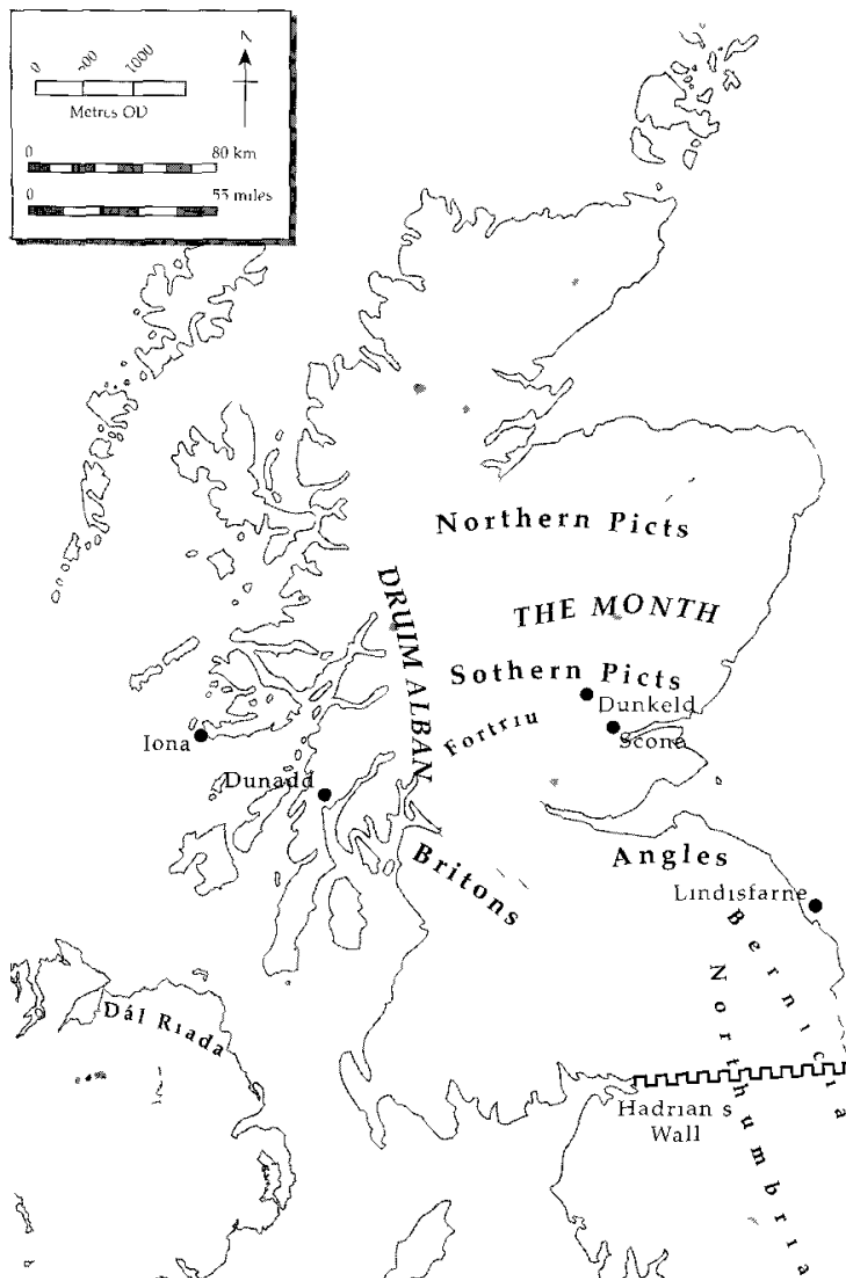 0 500 1000
Metres OD
N
0 80 km
0 55 miles
Northern Picts
THE MONTH
DRUIM ALBAN
Sothern Picts
Dunkeld
Fortriu
Scone
Iona
Dunadd
Angles
Britons
Lindisfarne
Bernicia
Northumbria
Dál Riada
Hadrian s
Wall